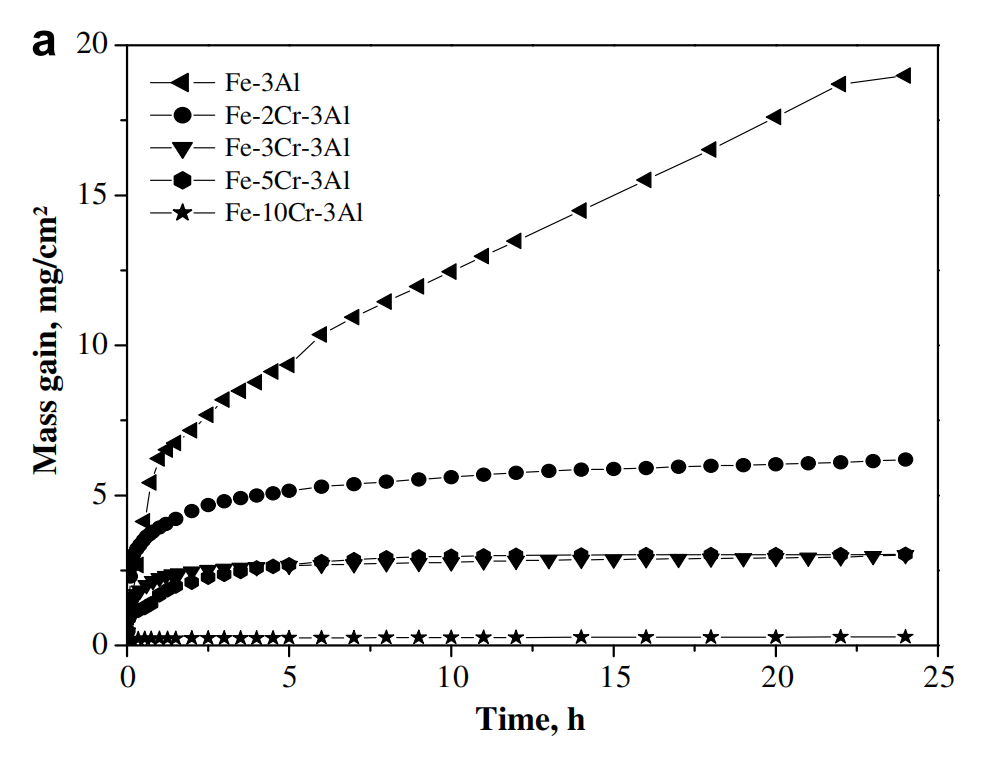 a
20
15
10
5
0
Mass gain, mg/cm²
Fe-3Al
Fe-2Cr-3Al
Fe-3Cr-3Al
Fe-5Cr-3Al
Fe-10Cr-3Al
0 5 10 15 20 25
Time, h